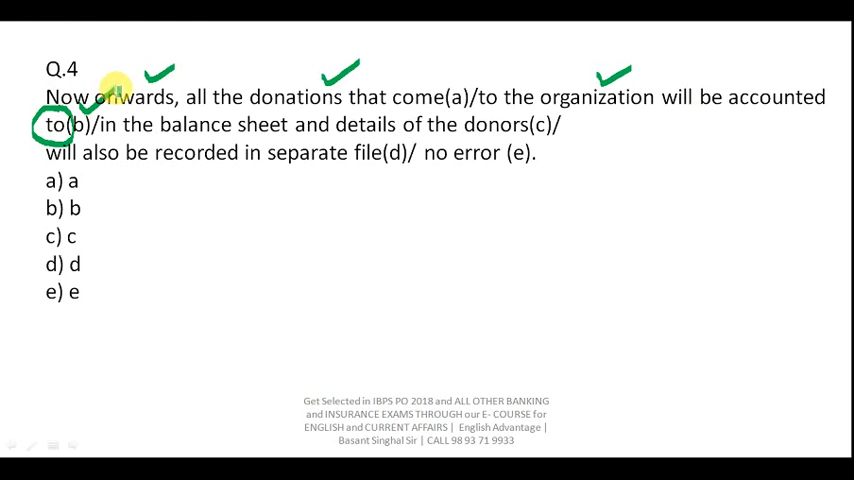 Q.4
Now onwards, all the donations that come(a)/to the organization will be accounted
to(b)/in the balance sheet and details of the donors(c)/
will also be recorded in separate file(d)/ no error (e).
a) a
b) b
c) c
d) d
e) e
Get Selected in IBPS PO 2018 and ALL OTHER BANKING
and INSURANCE EXAMS THROUGH our E- COURSE for
ENGLISH and CURRENT AFFAIRS | English Advantage |
Basant Singhal Sir | CALL 98 93 71 9933